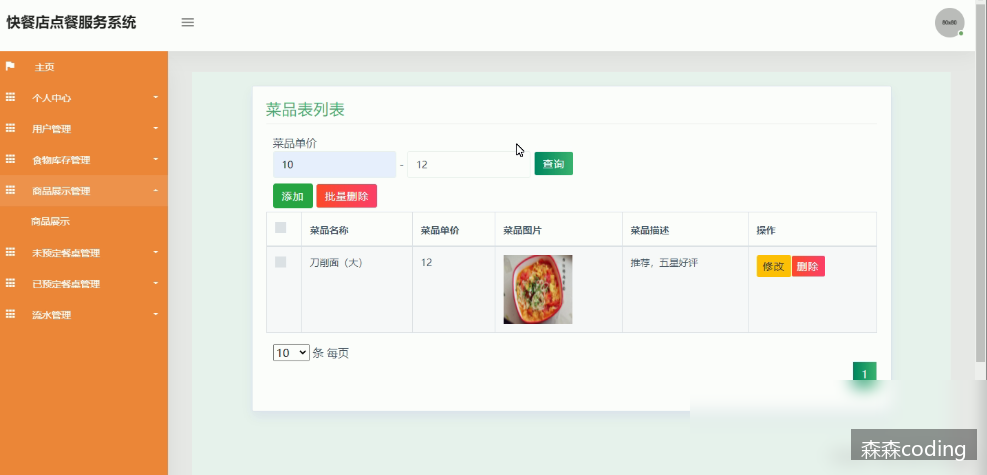 快餐店点餐服务系统
主页
个人中心
用户管理
食物库存管理
商品展示管理
商品展示
未预定餐桌管理
已预定餐桌管理
流水管理
菜品表列表
菜品单价
10 - 12 查询
添加 批量删除
菜品名称 菜品单价 菜品图片 菜品描述 操作
刀削面（大） 12 推荐，五星好评 修改 删除
10 条 每页
1
森森coding